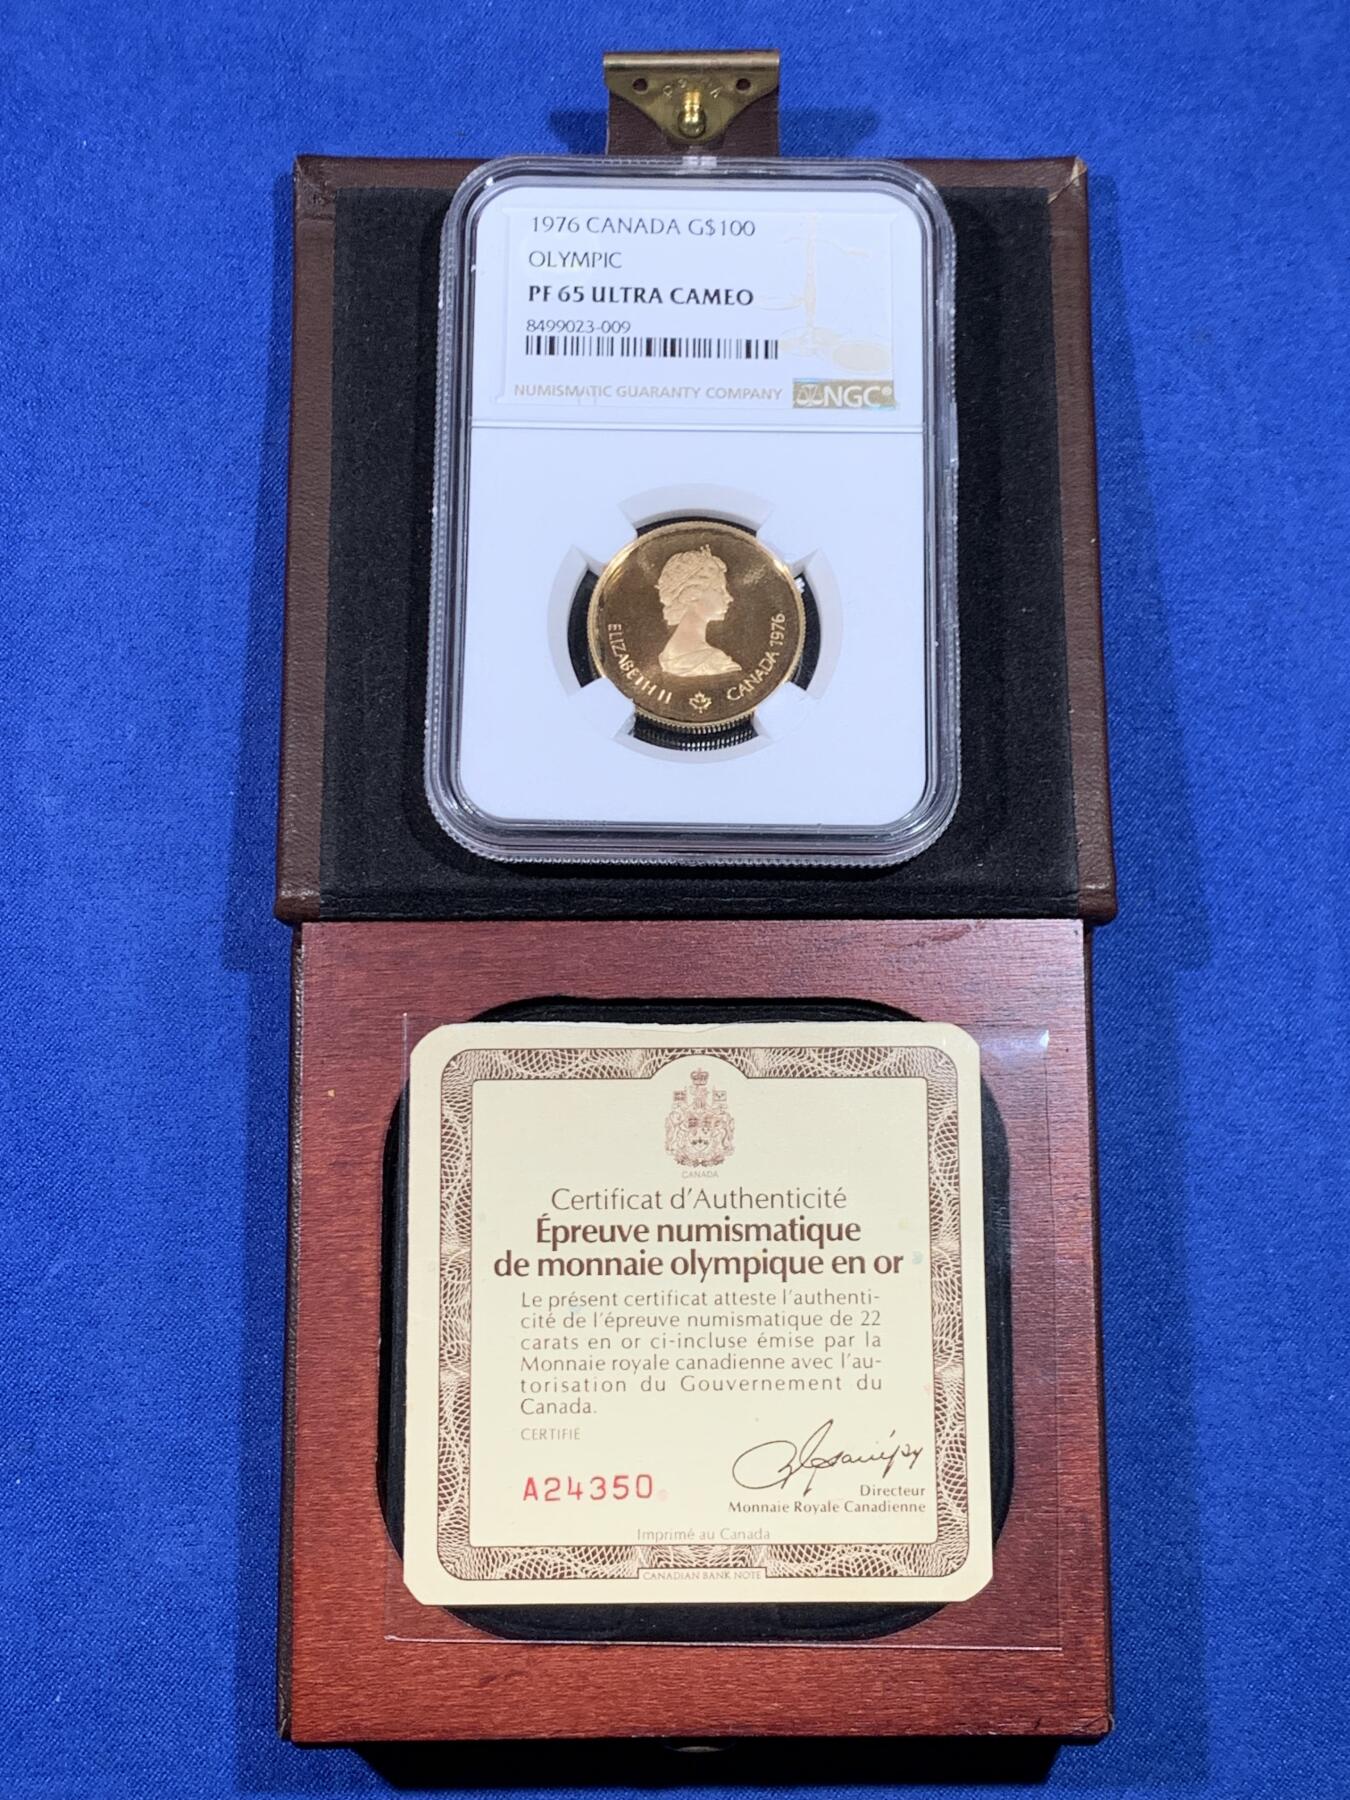 1976 CANADA G$100
OLYMPIC
PF 65 ULTRA CAMEO
8499023-009
NUMISMATIC GUARANTY COMPANY
NGC®
ELIZABETH II
CANADA 1976
CANADA
Certificat d'Authenticité
Épreuve numismatique
de monnaie olympique en or
Le présent certificat atteste l'authenti-
cité de l'épreuve numismatique de 22
carats en or ci-incluse émise par la
Monnaie royale canadienne avec l'au-
torisation du Gouvernement du
Canada.
CERTIFIÉ
A24350
Directeur
Monnaie Royale Canadienne
Imprimé au Canada
CANADIAN BANK NOTE